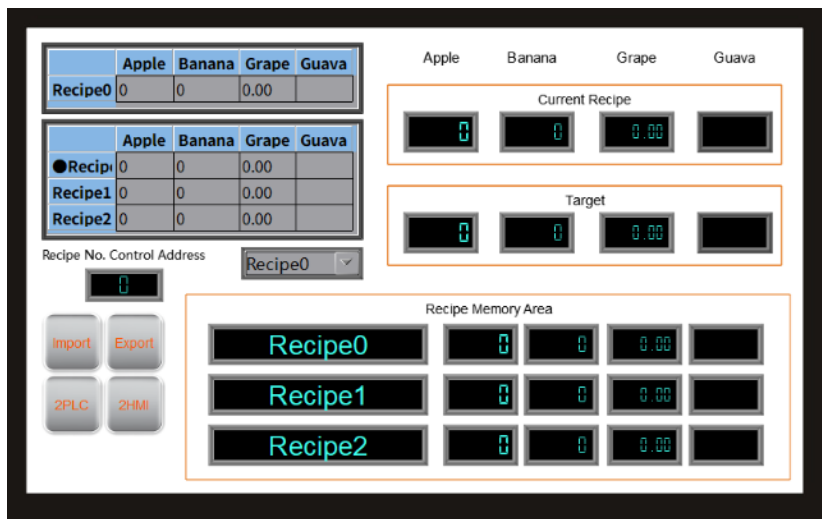 Apple Banana Grape Guava
Recipe0 0 0 0.00
Apple Banana Grape Guava
●Recip 0 0 0.00
Recipe1 0 0 0.00
Recipe2 0 0 0.00
Recipe No. Control Address
0
Recipe0
Import Export
2PLC 2HMI
Apple Banana Grape Guava
Current Recipe
0 0 0.00
Target
0 0 0.00
Recipe Memory Area
Recipe0 0 0 0.00
Recipe1 0 0 0.00
Recipe2 0 0 0.00